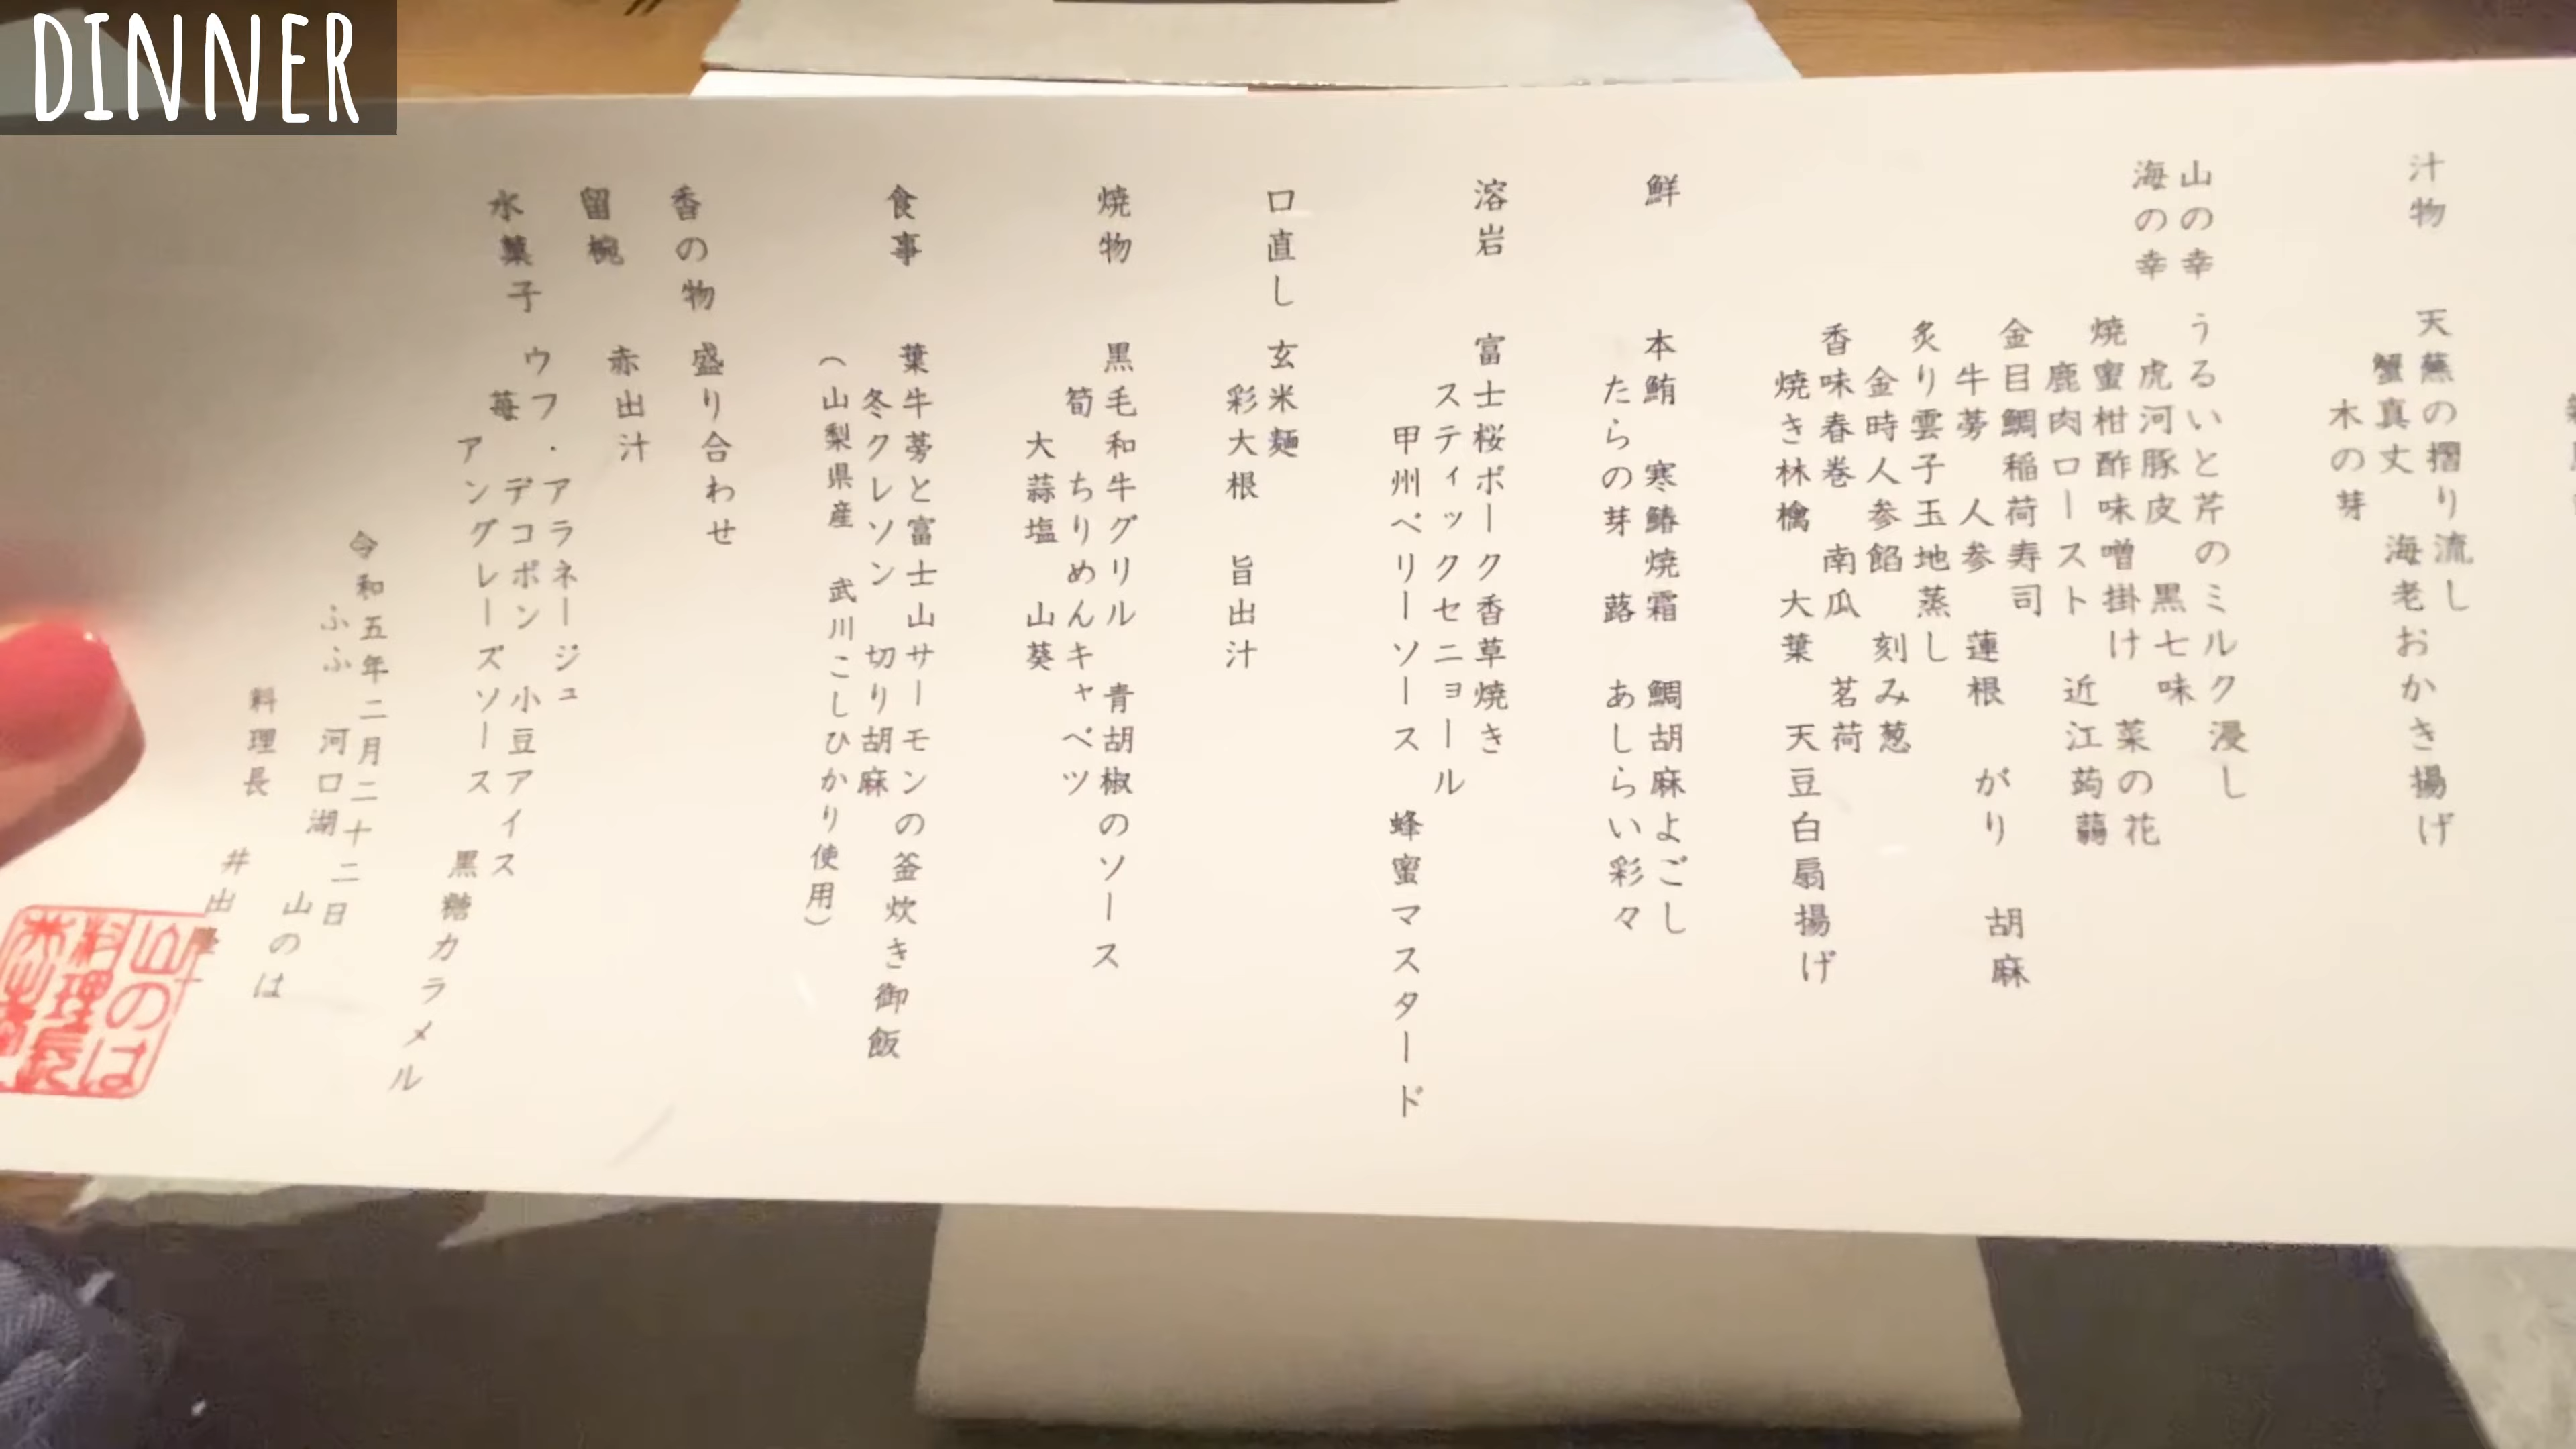 DINNER
汁物
天蕪の摺り流し
蟹真丈 海老おかき揚げ
木の芽
山の幸
海の幸
うるいと芹のミルク浸し
虎河豚皮 黒七味
焼蜜柑酢味噌掛け 菜の花
鹿肉ロースト 近江蒟蒻
金目鯛稲荷寿司 胡麻
牛蒡 人参 蓮根 がり
炙り雲子玉地蒸し
金時人参餡 刻み葱
香味春巻 南瓜 茗荷
焼き林檎 大葉 天豆白扇揚げ
鮮
本鮪 寒鰆焼霜 鯛胡麻よごし
たらの芽 蕗 あしらい彩々
溶岩
富士桜ポーク香草焼き
スティックセニョール
甲州ベリーソース 蜂蜜マスタード
口直し
玄米麺
彩大根 旨出汁
焼物
黒毛和牛グリル 青胡椒のソース
筍 ちりめんキャベツ
大蒜塩 山葵
食事
葉牛蒡と富士山サーモンの釜炊き御飯
冬クレソン 切り胡麻
（山梨県産 武川こしひかり使用）
香の物
盛り合わせ
留椀
赤出汁
水菓子
ウフ・アラネージュ
苺 デコポン 小豆アイス
アングレーズソース 黒糖カラメル
令和五年二月二十二日
ふふ 河口湖 山のは
料理長 井出
山のは
料理長